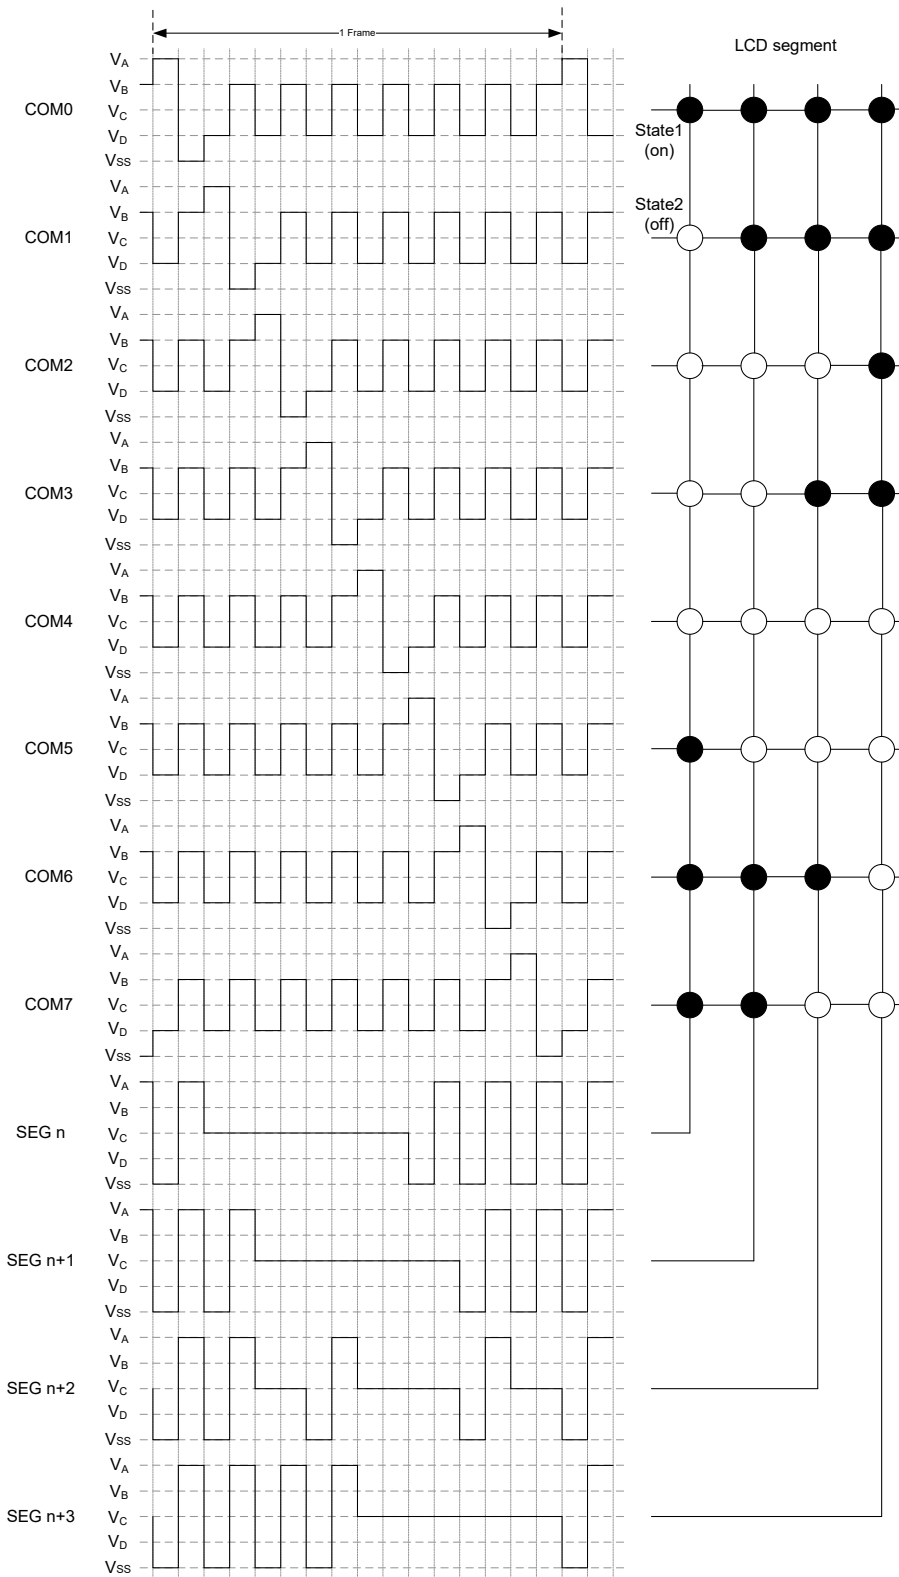 1 Frame
LCD segment
VA
VB
COM0
VC
VD
State1
(on)
VSS
VA
State2
(off)
VB
COM1
VC
VD
VSS
VA
VB
COM2
VC
VD
VSS
VA
VB
COM3
VC
VD
VSS
VA
VB
COM4
VC
VD
VSS
VA
VB
COM5
VC
VD
VSS
VA
VB
COM6
VC
VD
VSS
VA
VB
COM7
VC
VD
VSS
VA
VB
SEG n
VC
VD
VSS
VA
VB
SEG n+1
VC
VD
VSS
VA
VB
SEG n+2
VC
VD
VSS
VA
VB
SEG n+3
VC
VD
VSS